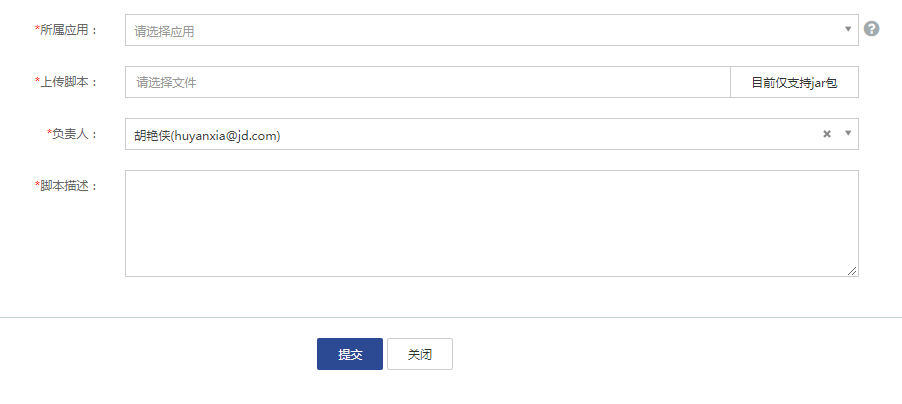 *所属应用： 请选择应用 ?
*上传脚本： 请选择文件 目前仅支持jar包
*负责人： 胡艳侠(huyanxia@jd.com)
*脚本描述：
提交 关闭